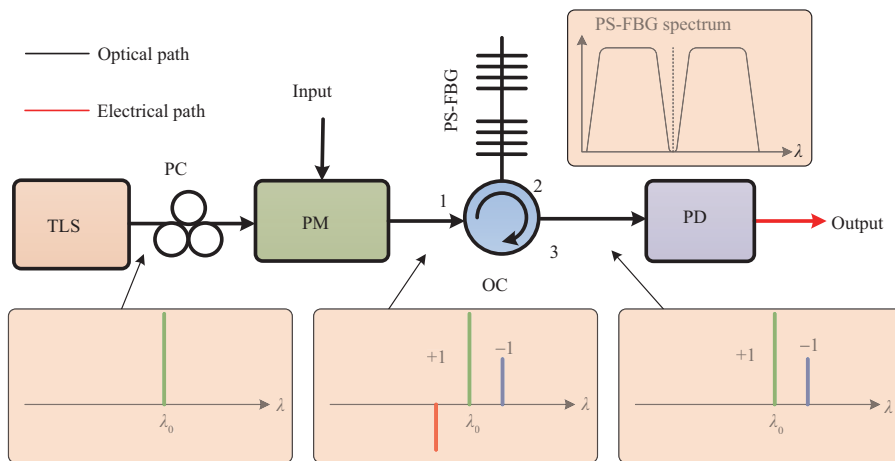 Optical path
Electrical path
Input
PS-FBG
PS-FBG spectrum
λ
PC
TLS
PM
1
2
3
OC
PD
Output
λ₀
λ
+1
−1
λ₀
λ
+1
−1
λ₀
λ